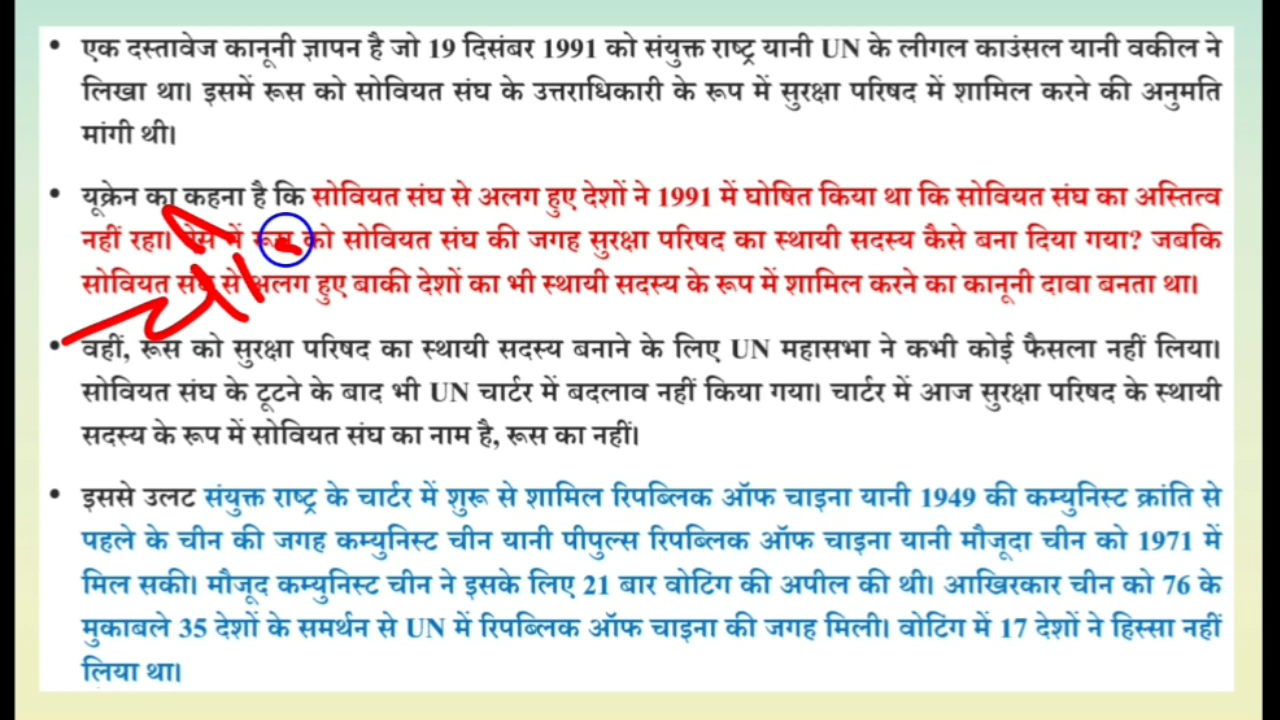 • एक दस्तावेज कानूनी ज्ञापन है जो 19 दिसंबर 1991 को संयुक्त राष्ट्र यानी UN के लीगल काउंसल यानी वकील ने
लिखा था। इसमें रूस को सोवियत संघ के उत्तराधिकारी के रूप में सुरक्षा परिषद में शामिल करने की अनुमति
मांगी थी।
• यूक्रेन का कहना है कि सोवियत संघ से अलग हुए देशों ने 1991 में घोषित किया था कि सोवियत संघ का अस्तित्व
नहीं रहा। ऐसे में रूस को सोवियत संघ की जगह सुरक्षा परिषद का स्थायी सदस्य कैसे बना दिया गया? जबकि
सोवियत संघ से अलग हुए बाकी देशों का भी स्थायी सदस्य के रूप में शामिल करने का कानूनी दावा बनता था।
• वहीं, रूस को सुरक्षा परिषद का स्थायी सदस्य बनाने के लिए UN महासभा ने कभी कोई फैसला नहीं लिया।
सोवियत संघ के टूटने के बाद भी UN चार्टर में बदलाव नहीं किया गया। चार्टर में आज सुरक्षा परिषद के स्थायी
सदस्य के रूप में सोवियत संघ का नाम है, रूस का नहीं।
• इससे उलट संयुक्त राष्ट्र के चार्टर में शुरू से शामिल रिपब्लिक ऑफ चाइना यानी 1949 की कम्युनिस्ट क्रांति से
पहले के चीन की जगह कम्युनिस्ट चीन यानी पीपुल्स रिपब्लिक ऑफ चाइना यानी मौजूदा चीन को 1971 में
मिल सकी। मौजूद कम्युनिस्ट चीन ने इसके लिए 21 बार वोटिंग की अपील की थी। आखिरकार चीन को 76 के
मुकाबले 35 देशों के समर्थन से UN में रिपब्लिक ऑफ चाइना की जगह मिली। वोटिंग में 17 देशों ने हिस्सा नहीं
लिया था।